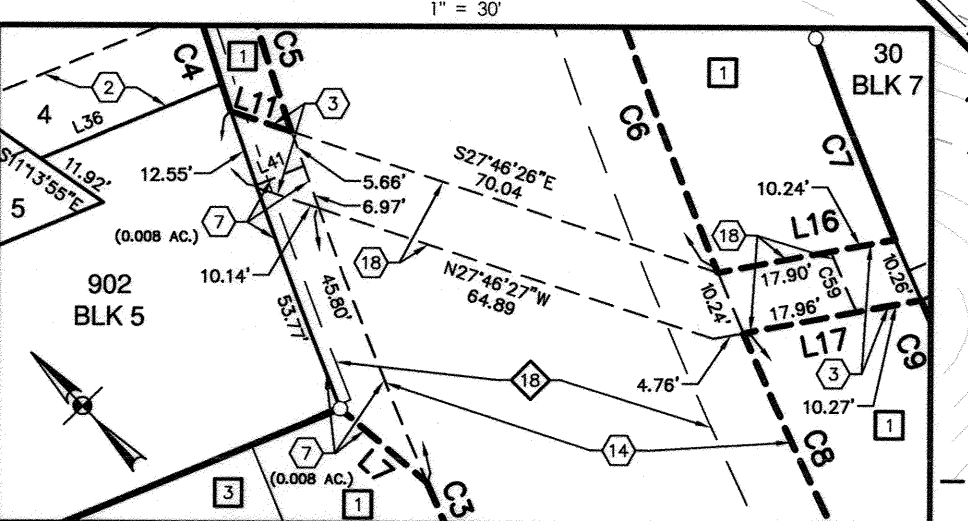 1" = 30'
C4
1
C5
1
30
BLK 7
2
4
L36
L11
3
C6
C7
S11°13'55"E
11.92'
12.55'
L41
5.66'
S27°46'26"E
70.04
10.24'
5
7
6.97'
L16
(0.008 AC.)
18
18
10.14'
N27°46'27"W
64.89
17.90'
C59
10.26'
902
BLK 5
45.80'
53.77'
10.24'
17.96'
L17
C9
18
4.76'
3
10.27'
7
14
1
(0.008 AC.)
L7
C8
3
1
C3